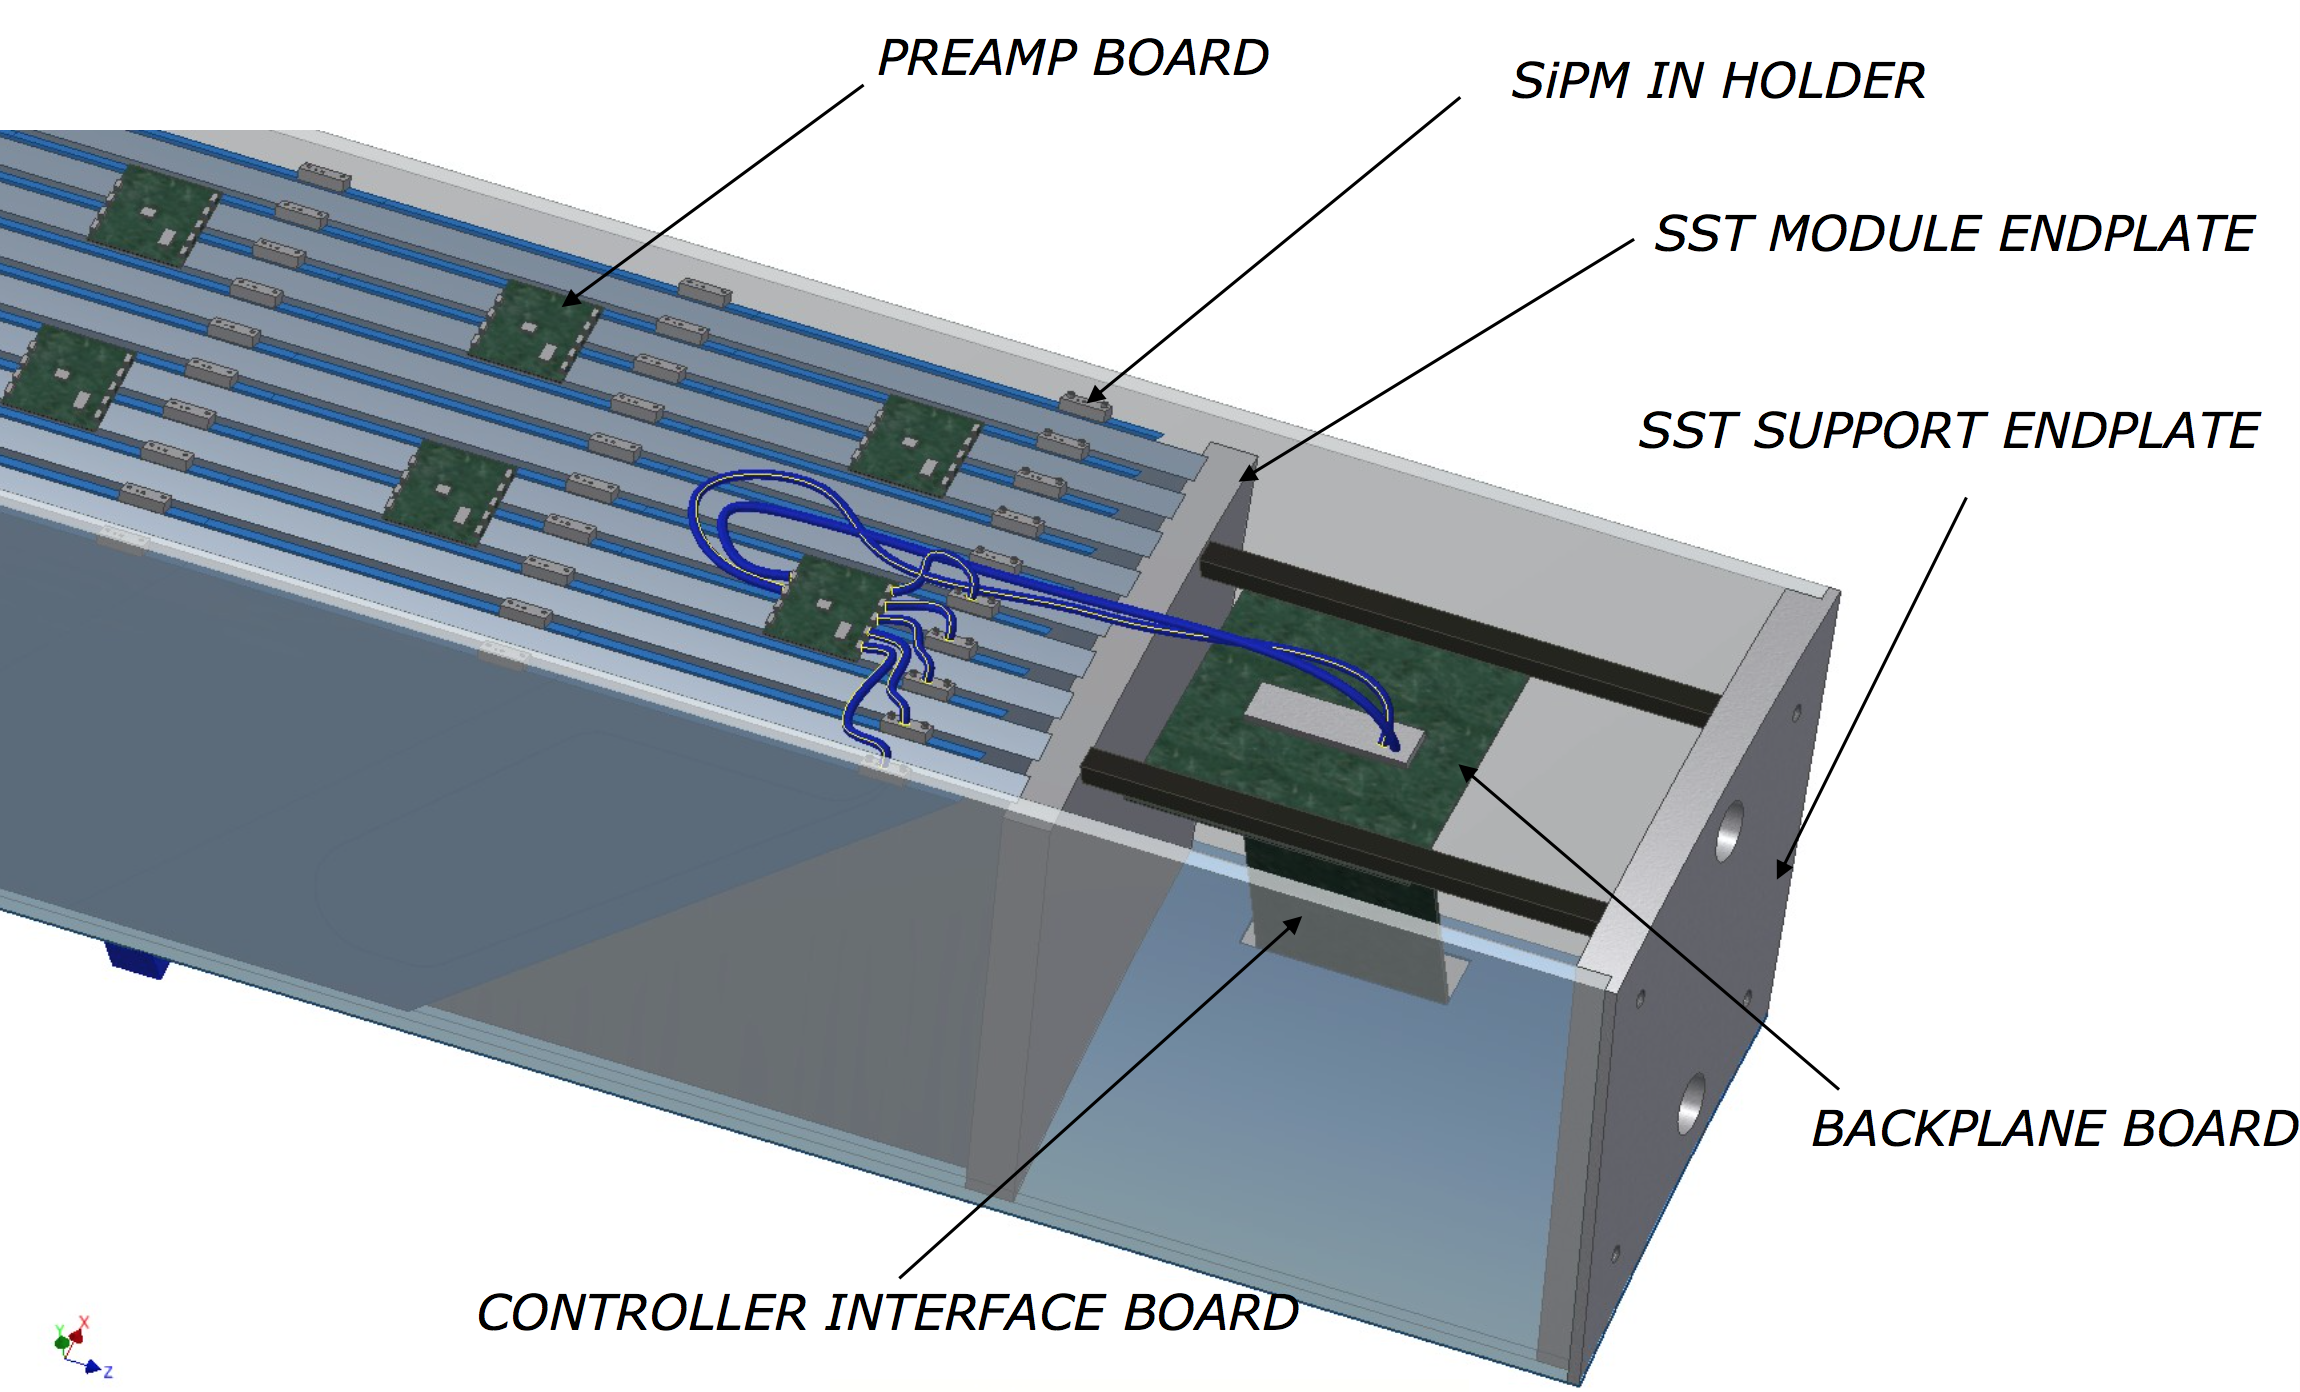 PREAMP BOARD
SiPM IN HOLDER
SST MODULE ENDPLATE
SST SUPPORT ENDPLATE
BACKPLANE BOARD
CONTROLLER INTERFACE BOARD
Y
X
Z